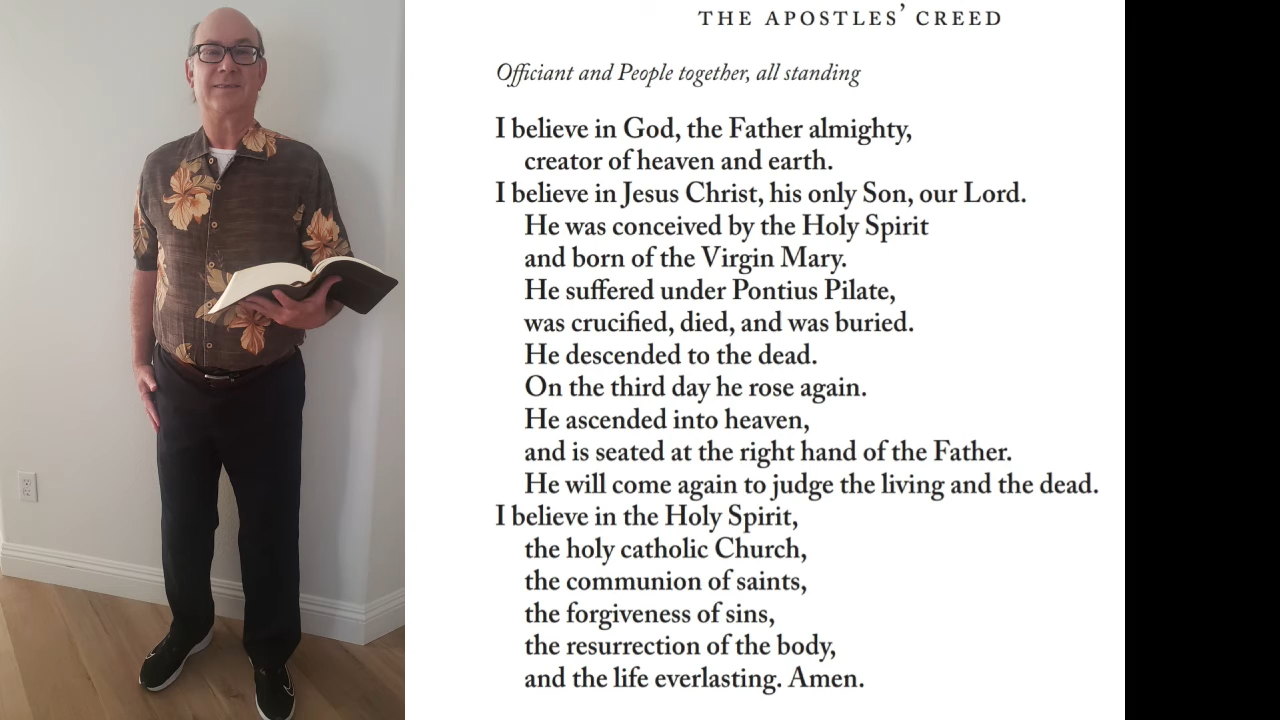 THE APOSTLES’ CREED
Officiant and People together, all standing
I believe in God, the Father almighty,
creator of heaven and earth.
I believe in Jesus Christ, his only Son, our Lord.
He was conceived by the Holy Spirit
and born of the Virgin Mary.
He suffered under Pontius Pilate,
was crucified, died, and was buried.
He descended to the dead.
On the third day he rose again.
He ascended into heaven,
and is seated at the right hand of the Father.
He will come again to judge the living and the dead.
I believe in the Holy Spirit,
the holy catholic Church,
the communion of saints,
the forgiveness of sins,
the resurrection of the body,
and the life everlasting. Amen.